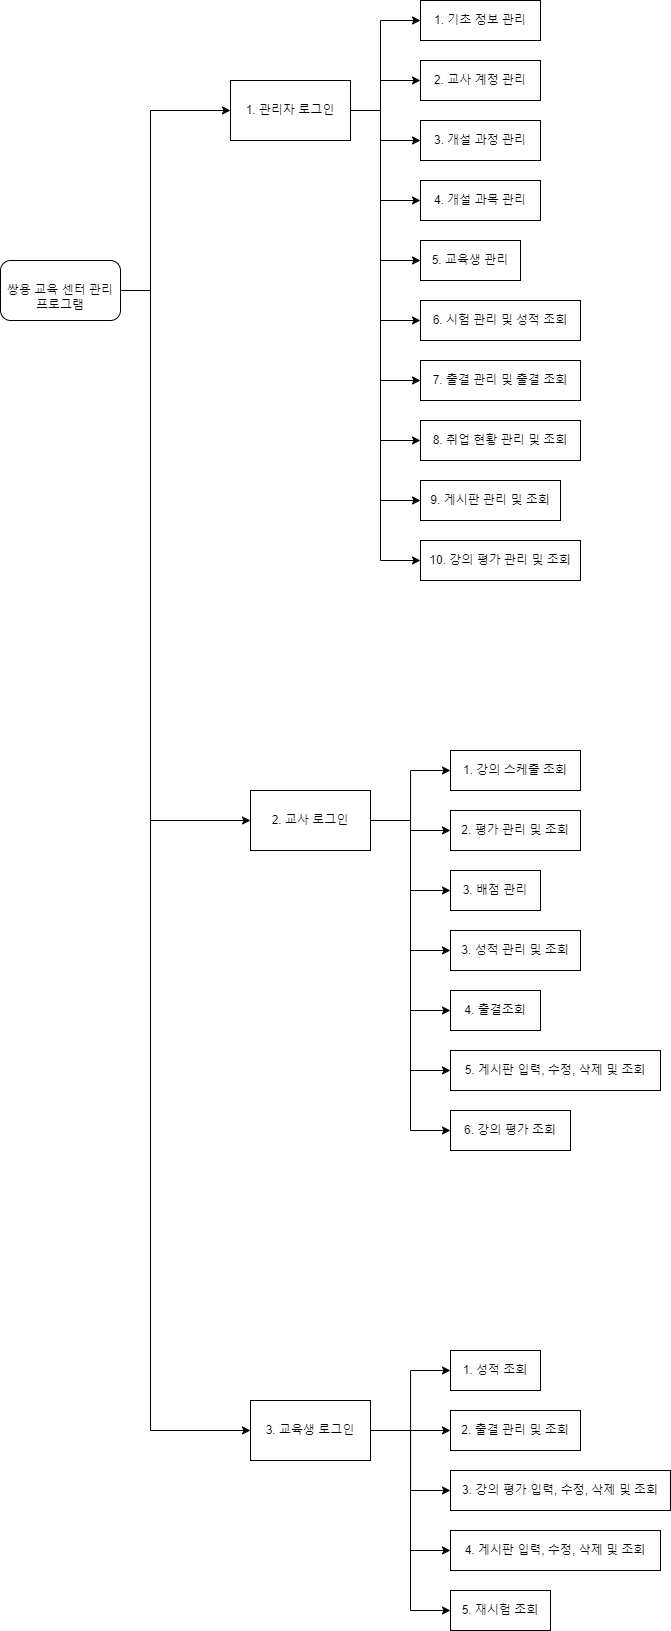 쌍용 교육 센터 관리
프로그램
1. 관리자 로그인
1. 기초 정보 관리
2. 교사 계정 관리
3. 개설 과정 관리
4. 개설 과목 관리
5. 교육생 관리
6. 시험 관리 및 성적 조회
7. 출결 관리 및 출결 조회
8. 취업 현황 관리 및 조회
9. 게시판 관리 및 조회
10. 강의 평가 관리 및 조회
2. 교사 로그인
1. 강의 스케줄 조회
2. 평가 관리 및 조회
3. 배점 관리
3. 성적 관리 및 조회
4. 출결조회
5. 게시판 입력, 수정, 삭제 및 조회
6. 강의 평가 조회
3. 교육생 로그인
1. 성적 조회
2. 출결 관리 및 조회
3. 강의 평가 입력, 수정, 삭제 및 조회
4. 게시판 입력, 수정, 삭제 및 조회
5. 재시험 조회